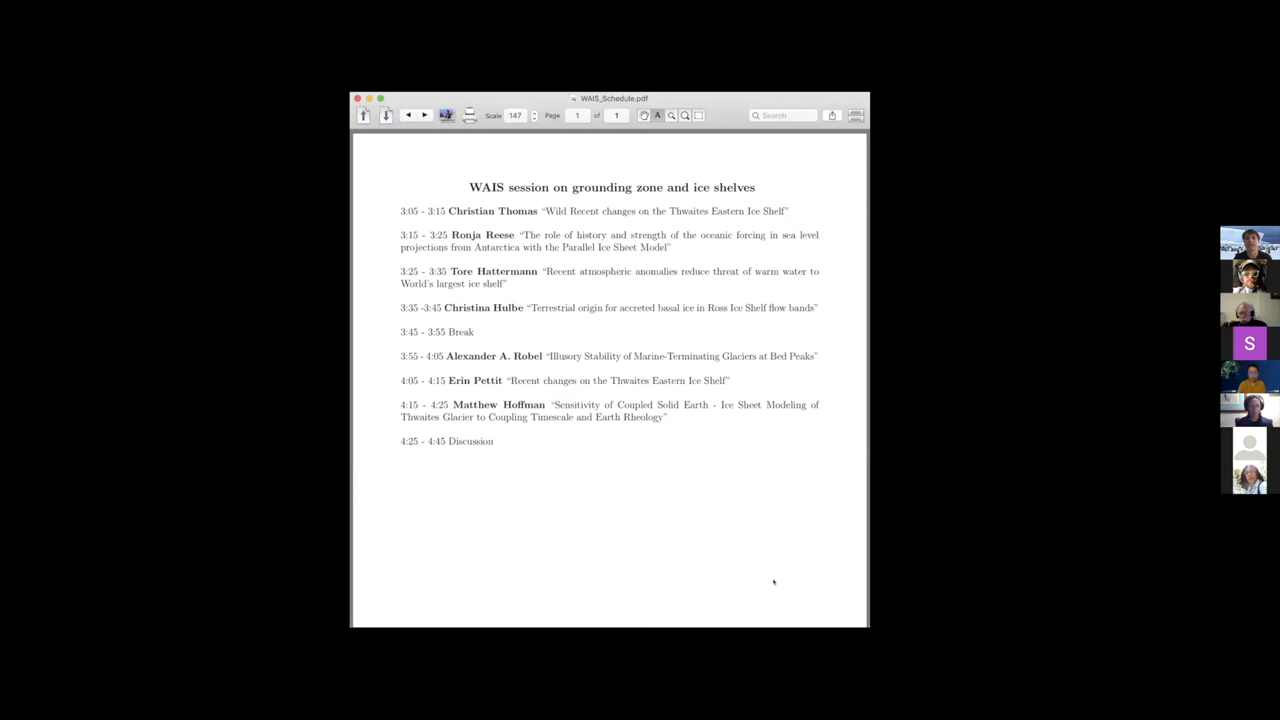 WAIS_Schedule.pdf
Scale 147 Page 1 of 1 A Search
WAIS session on grounding zone and ice shelves
3:05 - 3:15 Christian Thomas “Wild Recent changes on the Thwaites Eastern Ice Shelf”
3:15 - 3:25 Ronja Reese “The role of history and strength of the oceanic forcing in sea level
projections from Antarctica with the Parallel Ice Sheet Model”
3:25 - 3:35 Tore Hattermann “Recent atmospheric anomalies reduce threat of warm water to
World’s largest ice shelf”
3:35 -3:45 Christina Hulbe “Terrestrial origin for accreted basal ice in Ross Ice Shelf flow bands”
3:45 - 3:55 Break
3:55 - 4:05 Alexander A. Robel “Illusory Stability of Marine-Terminating Glaciers at Bed Peaks”
4:05 - 4:15 Erin Pettit “Recent changes on the Thwaites Eastern Ice Shelf”
4:15 - 4:25 Matthew Hoffman “Sensitivity of Coupled Solid Earth - Ice Sheet Modeling of
Thwaites Glacier to Coupling Timescale and Earth Rheology”
4:25 - 4:45 Discussion
S